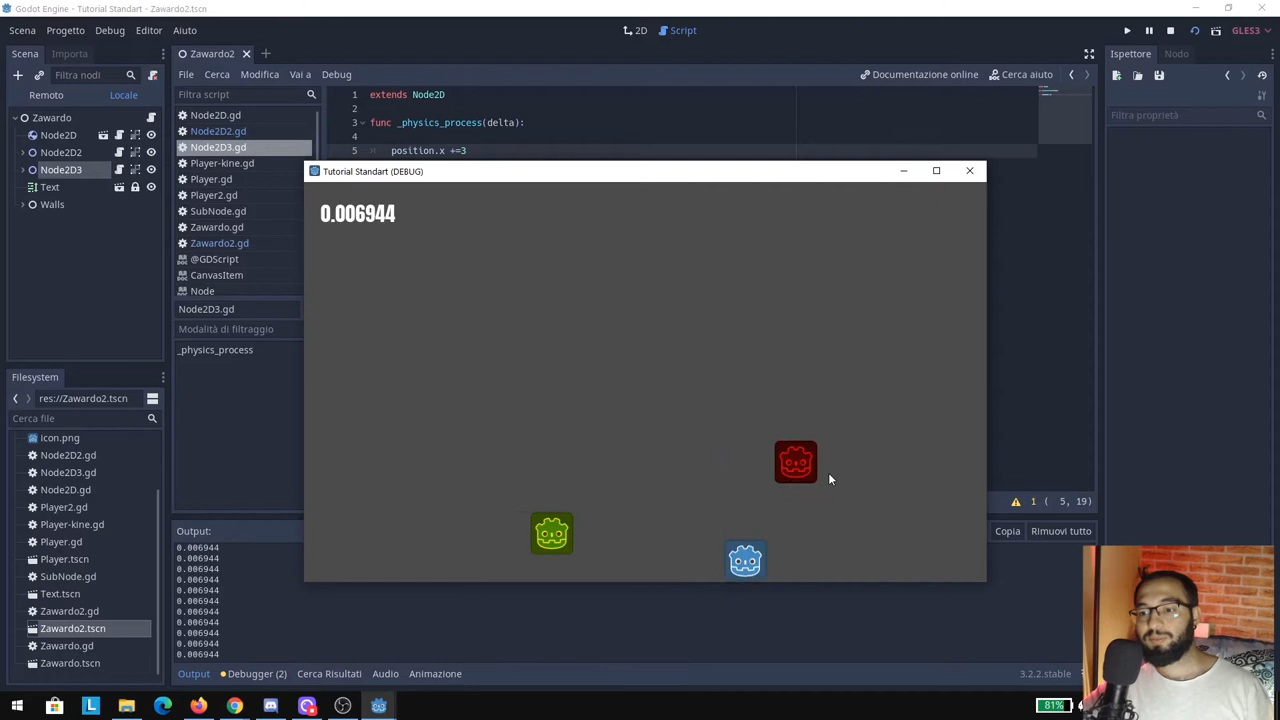 Godot Engine - Tutorial Standart - Zawardo2.tscn
Scena Progetto Debug Editor Aiuto
2D Script
GLES3
Scena Importa
Zawardo2
Ispettore Nodo
Filtra nodi
File Cerca Modifica Vai a Debug
Documentazione online Cerca aiuto
Remoto Locale
Filtra script
1 extends Node2D
Filtra proprietà
Zawardo
Node2D.gd
2
Node2D
Node2D2.gd
3 func _physics_process(delta):
4
Node2D2
Node2D3.gd
5 position.x +=3
Node2D3
Player-kine.gd
Tutorial Standart (DEBUG)
Text
Player.gd
Player2.gd
Walls
SubNode.gd
0.006944
Zawardo.gd
Zawardo2.gd
@GDScript
CanvasItem
Node
Node2D3.gd
Modalità di filtraggio
_physics_process
Filesystem
res://Zawardo2.tscn
Cerca file
icon.png
Node2D2.gd
Node2D3.gd
Node2D.gd
Player2.gd
Player-kine.gd
Player.gd
Player.tscn
SubNode.gd
Text.tscn
Zawardo2.gd
Zawardo2.tscn
Zawardo.gd
Zawardo.tscn
1 ( 5, 19)
Output:
Copia Rimuovi tutto
0.006944
0.006944
0.006944
0.006944
0.006944
0.006944
0.006944
0.006944
0.006944
0.006944
0.006944
Output Debugger (2) Cerca Risultati Audio Animazione
3.2.2.stable
81%